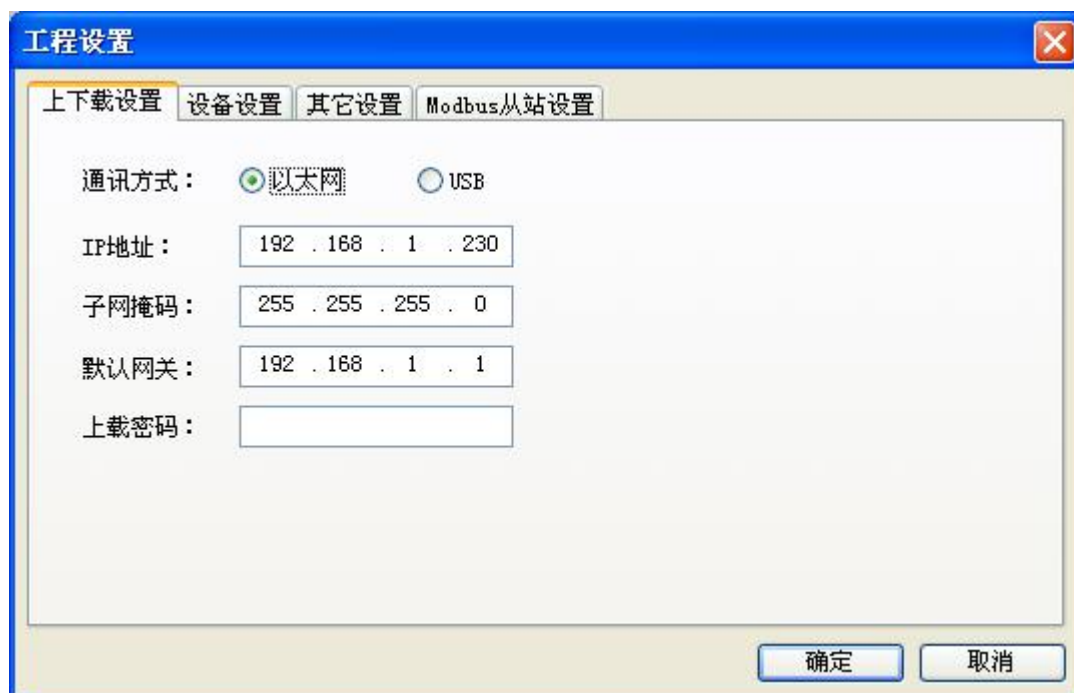 工程设置
上下载设置 设备设置 其它设置 Modbus从站设置
通讯方式： 以太网 USB
IP地址： 192 . 168 . 1 . 230
子网掩码： 255 . 255 . 255 . 0
默认网关： 192 . 168 . 1 . 1
上载密码：
确定 取消